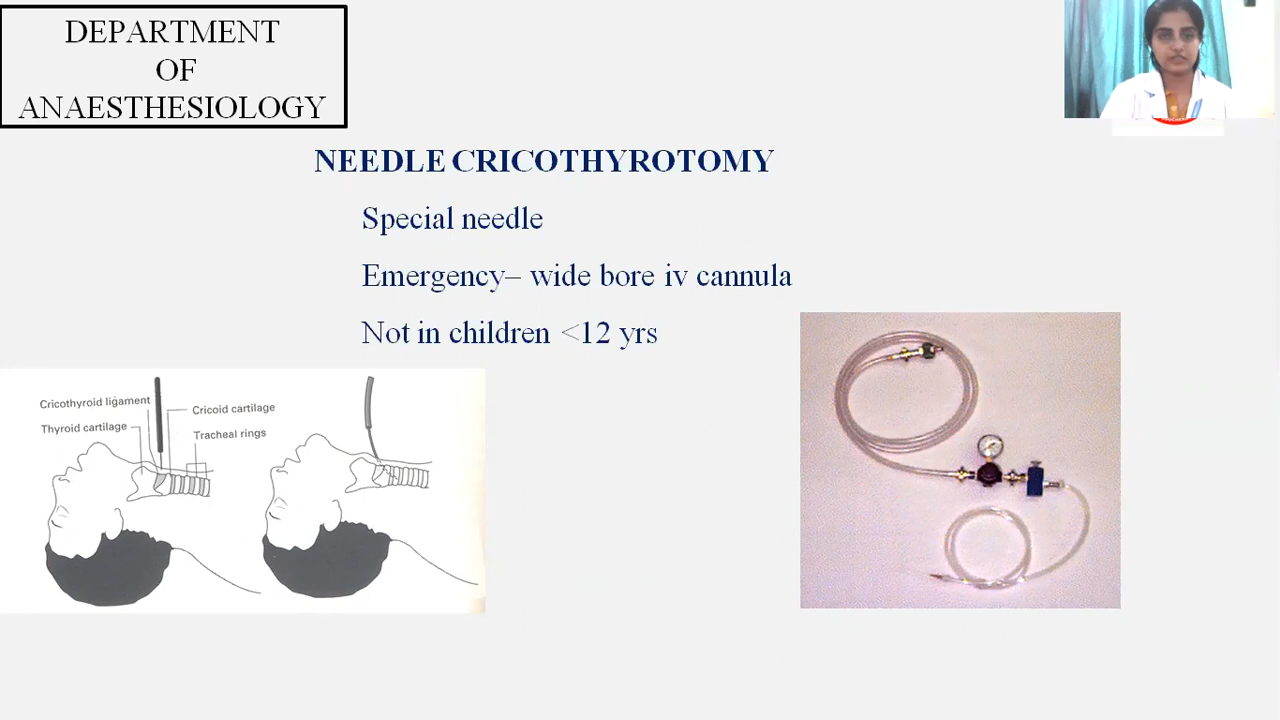 DEPARTMENT
OF
ANAESTHESIOLOGY
NEEDLE CRICOTHYROTOMY
Special needle
Emergency– wide bore iv cannula
Not in children <12 yrs
Cricothyroid ligament
Thyroid cartilage
Cricoid cartilage
Tracheal rings